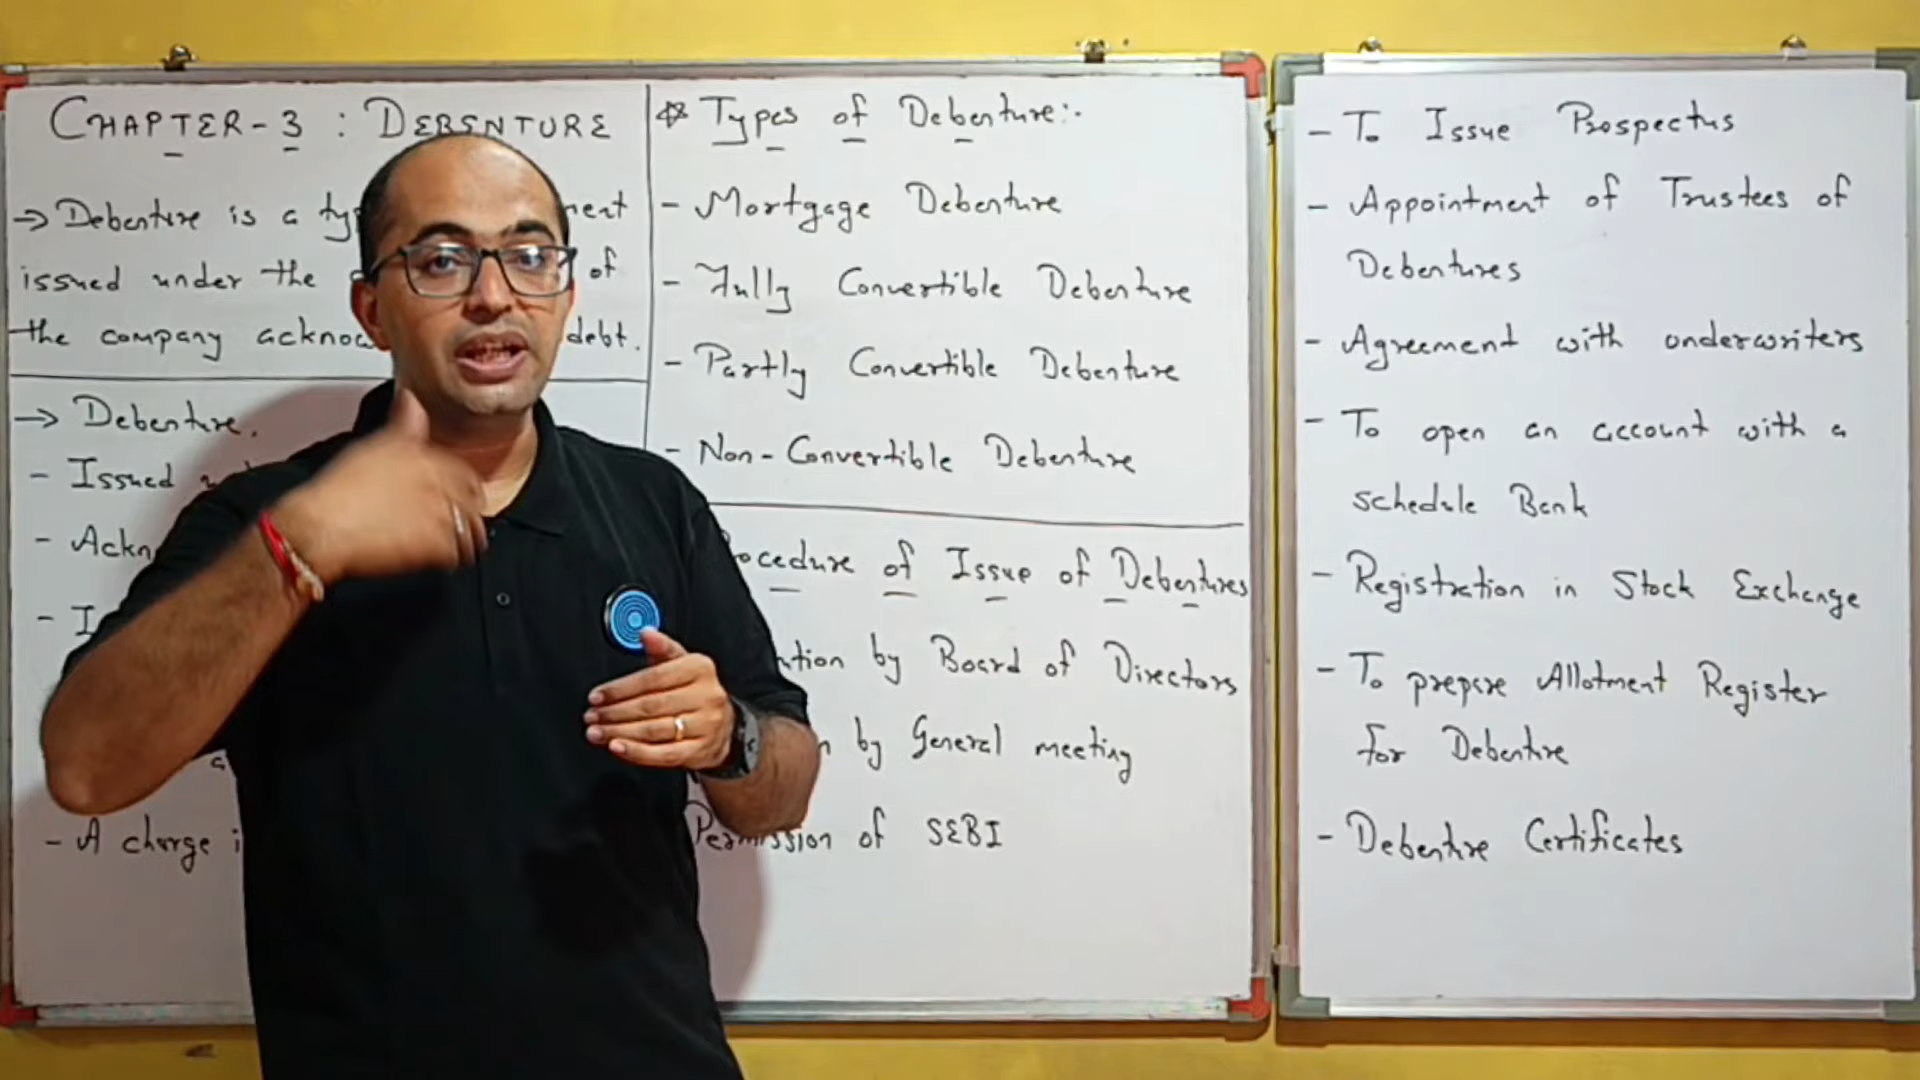 CHAPTER-3 : DEBENTURE
→ Debenture is a
issued under the of
the company debt.
→ Debenture.
- Issued
-
-
- A charge
☆ Types of Debenture:-
- Mortgage Debenture
- Fully Convertible Debenture
- Partly Convertible Debenture
- Non-Convertible Debenture
of Issue of Debentures
by Board of Directors
by General meeting
Permission of SEBI
- To Issue Prospectus
- Appointment of Trustees of
Debentures
- Agreement with underwriters
- To open an account with a
schedule Bank
- Registration in Stock Exchange
- To prepare Allotment Register
for Debenture
- Debenture Certificates